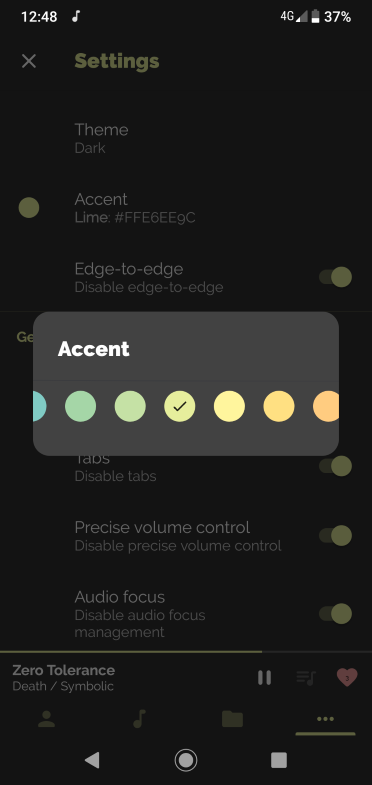 12:48
4G 37%
Settings
Theme
Dark
Accent
Lime: #FFE6EE9C
Edge-to-edge
Disable edge-to-edge
Ge
Accent
Tabs
Disable tabs
Precise volume control
Disable precise volume control
Audio focus
Disable audio focus
management
Zero Tolerance
Death / Symbolic
3